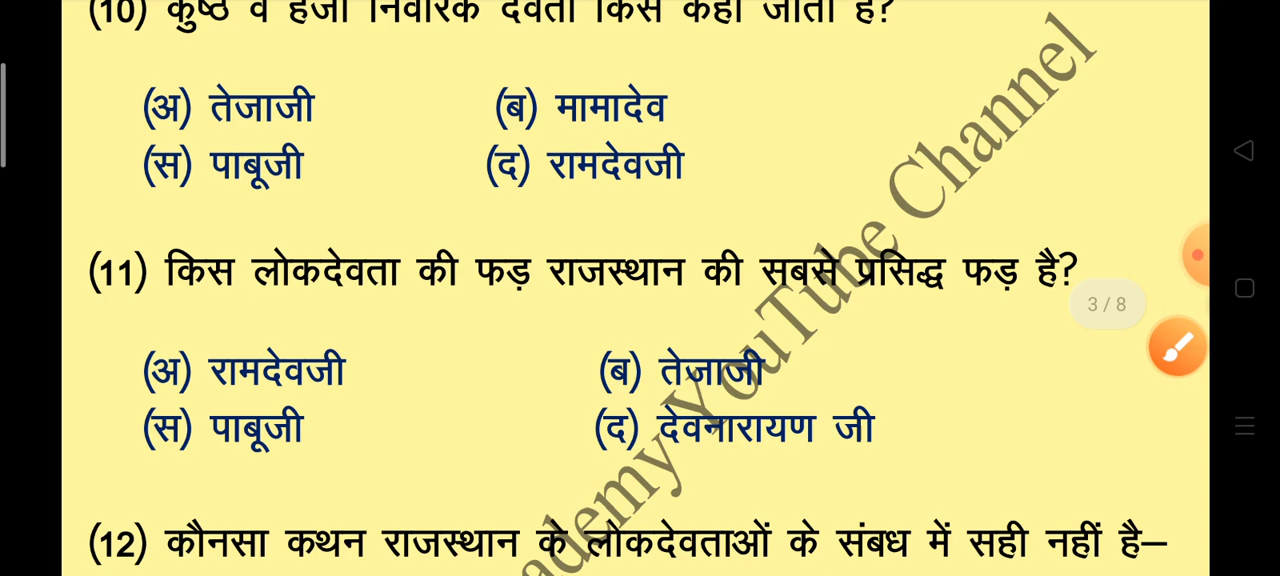 (10) कुष्ठ व हैजा निवारक देवता किसे कहा जाता है?
(अ) तेजाजी (ब) मामादेव
(स) पाबूजी (द) रामदेवजी
(11) किस लोकदेवता की फड़ राजस्थान की सबसे प्रसिद्ध फड़ है?
3/8
(अ) रामदेवजी (ब) तेजाजी
(स) पाबूजी (द) देवनारायण जी
(12) कौनसा कथन राजस्थान के लोकदेवताओं के संबध में सही नहीं है–
ademy YouTube Channel